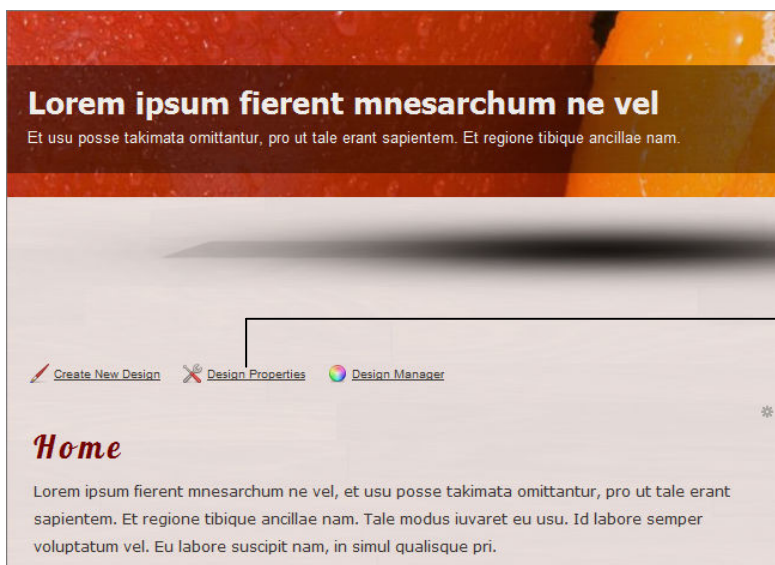 Lorem ipsum fierent mnesarchum ne vel
Et usu posse takimata omittantur, pro ut tale erant sapientem. Et regione tibique ancillae nam.
Create New Design
Design Properties
Design Manager
Home
Lorem ipsum fierent mnesarchum ne vel, et usu posse takimata omittantur, pro ut tale erant
sapientem. Et regione tibique ancillae nam. Tale modus iuvaret eu usu. Id labore semper
voluptatum vel. Eu labore suscipit nam, in simul qualisque pri.